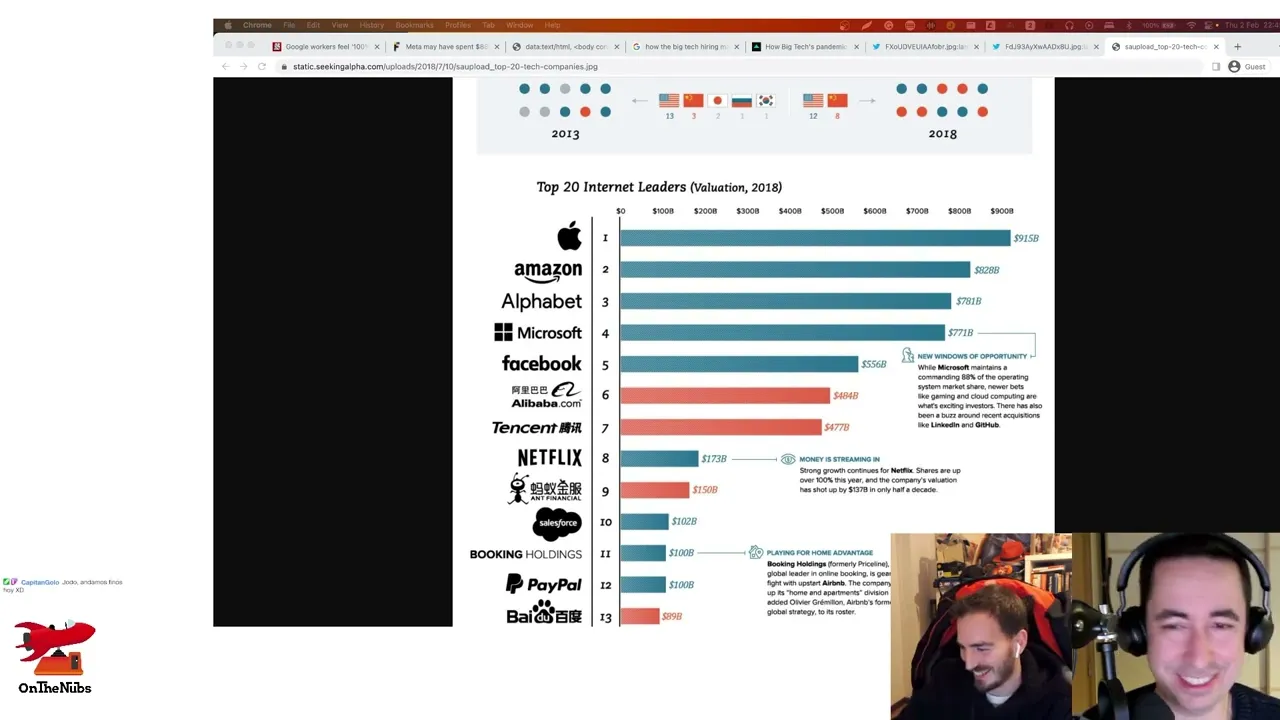 Chrome File Edit View History Bookmarks Profiles Tab Window Help
100% Thu 2 Feb
Google workers feel '100%
Meta may have spent $88
data:text/html, <body con
how the big tech hiring m
How Big Tech's pandemic
FXoUDVEUIAAfobr.jpg:lar
FdJ93AyXwAADx8U.jpg:la
saupload_top-20-tech-co
static.seekingalpha.com/uploads/2018/7/10/saupload_top-20-tech-companies.jpg
Guest
13 3 2 1 1
12 8
2013
2018
Top 20 Internet Leaders (Valuation, 2018)
$0 $100B $200B $300B $400B $500B $600B $700B $800B $900B
1 $915B
amazon 2 $828B
Alphabet 3 $781B
Microsoft 4 $771B
facebook 5 $556B
NEW WINDOWS OF OPPORTUNITY
While Microsoft maintains a
commanding 88% of the operating
system market share, newer bets
like gaming and cloud computing are
what's exciting investors. There has also
been a buzz around recent acquisitions
like LinkedIn and GitHub.
阿里巴巴
Alibaba.com 6 $484B
Tencent 腾讯 7 $477B
NETFLIX 8 $173B
MONEY IS STREAMING IN
Strong growth continues for Netflix. Shares are up
over 100% this year, and the company's valuation
has shot up by $137B in only half a decade.
蚂蚁金服
ANT FINANCIAL 9 $150B
salesforce 10 $102B
BOOKING HOLDINGS 11 $100B
PLAYING FOR HOME ADVANTAGE
Booking Holdings (formerly Priceline),
global leader in online booking, is gear
fight with upstart Airbnb. The company
up its "home and apartments" division
added Olivier Grémillon, Airbnb's form
global strategy, to its roster.
PayPal 12 $100B
Baidu 百度 13 $89B
CapitanGolo Jodo, andamos finos
hoy XD
OnTheNubs